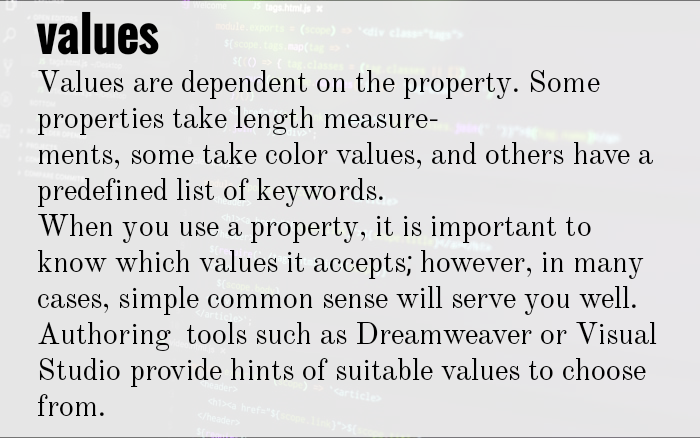 values
Values are dependent on the property. Some
properties take length measure-
ments, some take color values, and others have a
predefined list of keywords.
When you use a property, it is important to
know which values it accepts; however, in many
cases, simple common sense will serve you well.
Authoring  tools such as Dreamweaver or Visual
Studio provide hints of suitable values to choose
from.